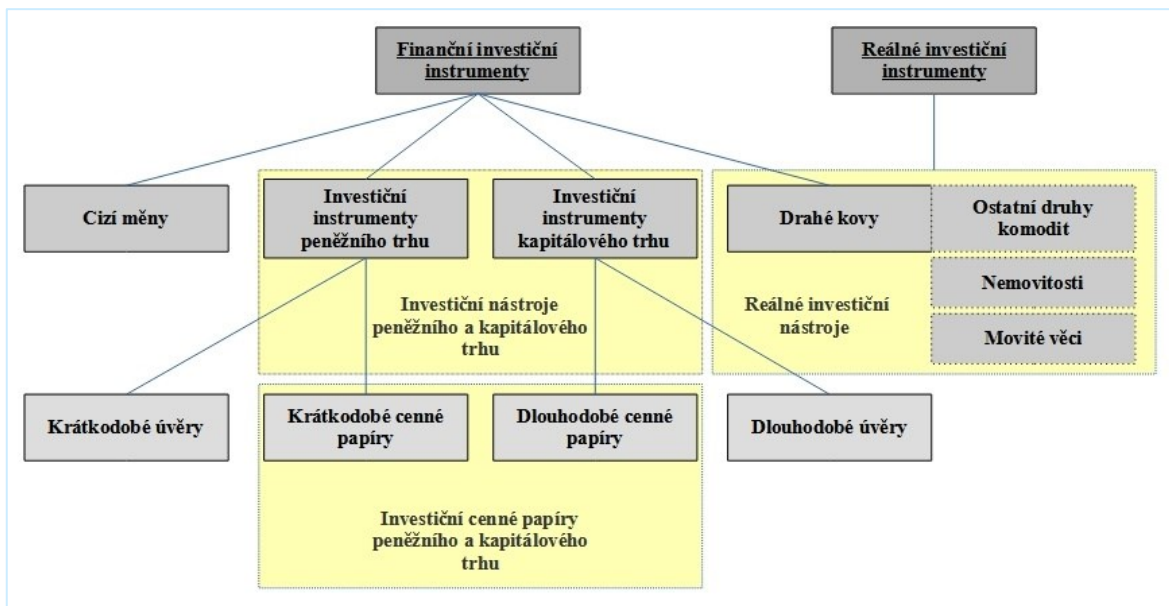 Finanční investiční
instrumenty
Reálné investiční
instrumenty
Cizí měny
Investiční
instrumenty
peněžního trhu
Investiční
instrumenty
kapitálového trhu
Drahé kovy
Ostatní druhy
komodit
Nemovitosti
Movité věci
Investiční nástroje
peněžního a kapitálového
trhu
Reálné investiční
nástroje
Krátkodobé úvěry
Krátkodobé cenné
papíry
Dlouhodobé cenné
papíry
Dlouhodobé úvěry
Investiční cenné papíry
peněžního a kapitálového
trhu